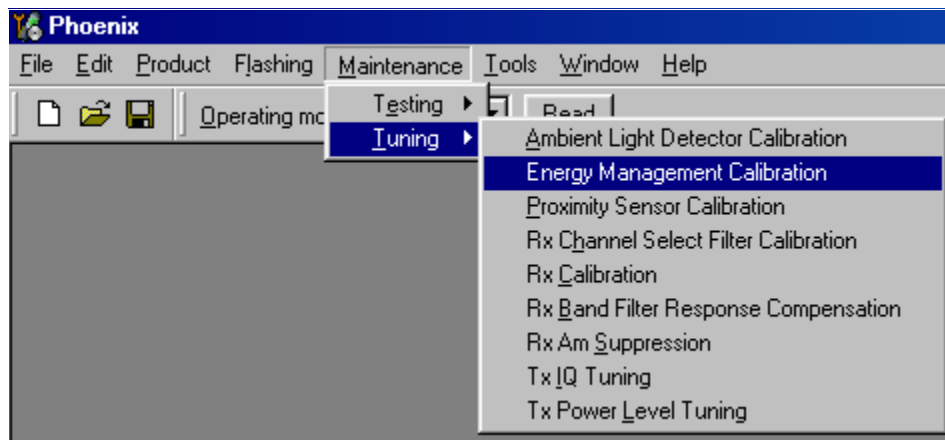 Phoenix
File Edit Product Flashing Maintenance Tools Window Help
Operating mo Read
Testing
Tuning
Ambient Light Detector Calibration
Energy Management Calibration
Proximity Sensor Calibration
Rx Channel Select Filter Calibration
Rx Calibration
Rx Band Filter Response Compensation
Rx Am Suppression
Tx IQ Tuning
Tx Power Level Tuning